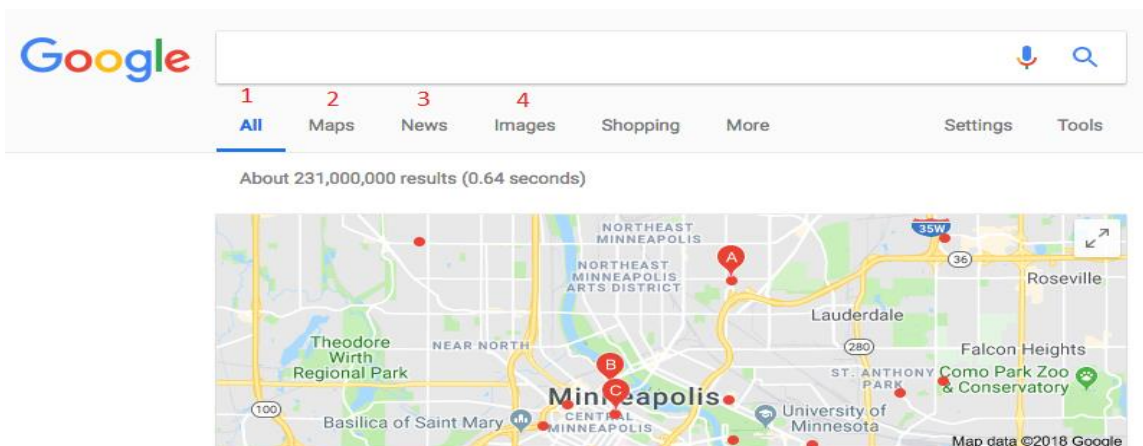 Google
1 2 3 4
All Maps News Images Shopping More Settings Tools
About 231,000,000 results (0.64 seconds)
NORTHEAST
MINNEAPOLIS
35W
A
36
NORTHEAST
MINNEAPOLIS
ARTS DISTRICT
Roseville
Lauderdale
Theodore
Wirth
Regional Park
NEAR NORTH
280
Falcon Heights
B
ST. ANTHONY
PARK
Como Park
Zoo
& Conservatory
C
Minneapolis
100
Basilica of Saint Mary
CENTRAL
MINNEAPOLIS
University of
Minnesota
Map data ©2018 Google